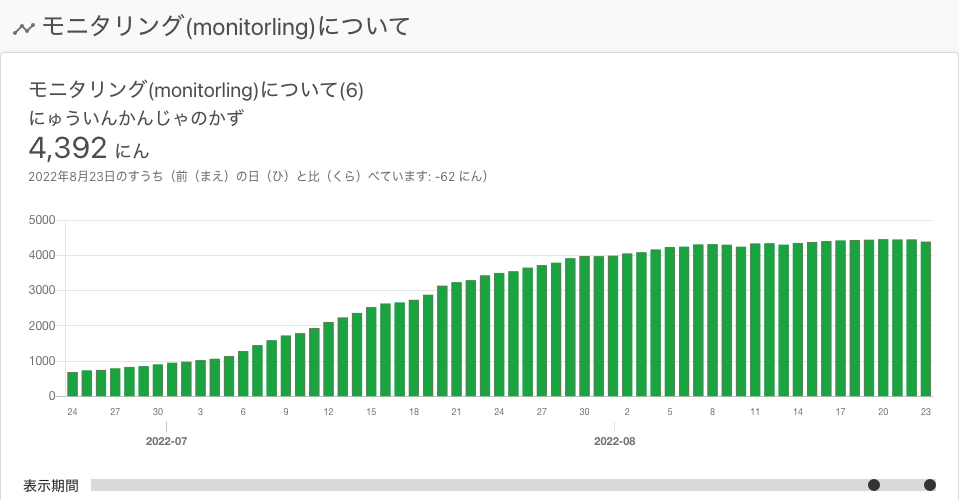 モニタリング(monitorling)について
モニタリング(monitorling)について(6)
にゅういんかんじゃのかず
4,392 にん
2022年8月23日のすうち（前（まえ）の日（ひ）と比（くら）べています: -62 にん）
5000
4000
3000
2000
1000
0
24 27 30 3 6 9 12 15 18 21 24 27 30 2 5 8 11 14 17 20 23
2022-07 2022-08
表示期間